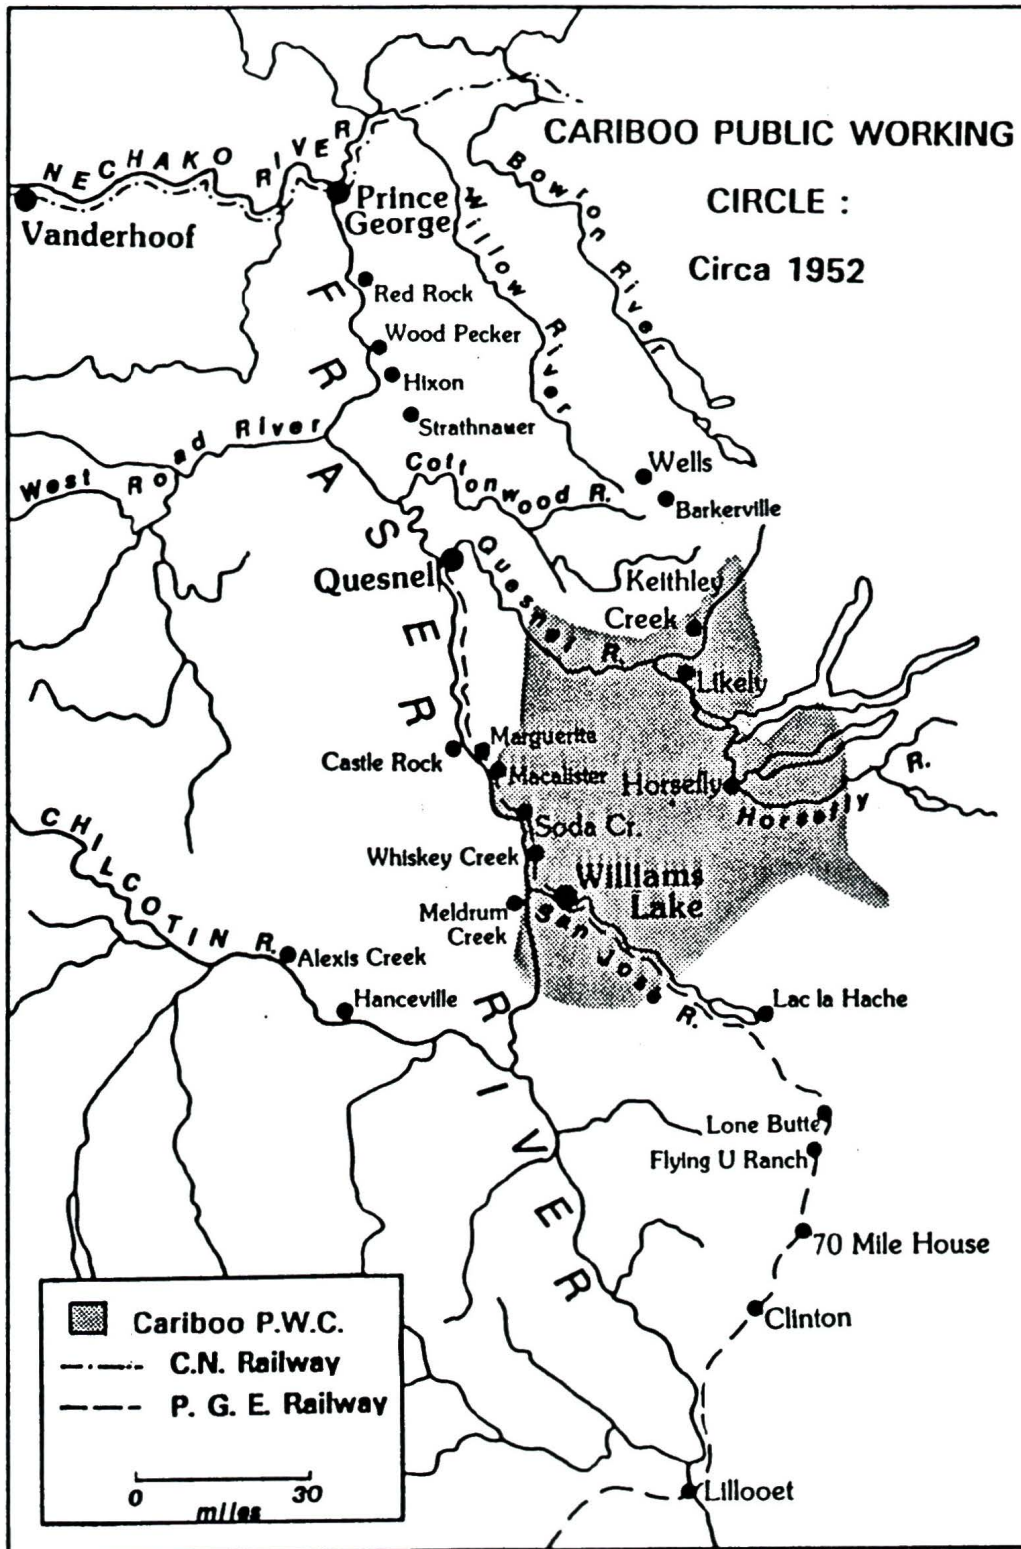 CARIBOO PUBLIC WORKING
CIRCLE :
Circa 1952
NECHAKO RIVER
Vanderhoof
Prince
George
Willow River
Bowron River
Red Rock
Wood Pecker
Hixon
Strathnauer
West Road River
Cottonwood R.
Wells
Barkerville
FRASER RIVER
Quesnel
Quesnel R.
Keithley
Creek
Likely
Marguerite
Castle Rock
Macalister
Horsefly
Horsefly R.
Soda Cr.
Whiskey Creek
Williams
Lake
Meldrum
Creek
San Jose R.
CHILCOTIN R.
Alexis Creek
Hanceville
Lac la Hache
Lone Butte
Flying U Ranch
70 Mile House
Clinton
Lillooet
Cariboo P.W.C.
C.N. Railway
P. G. E. Railway
0 30
miles